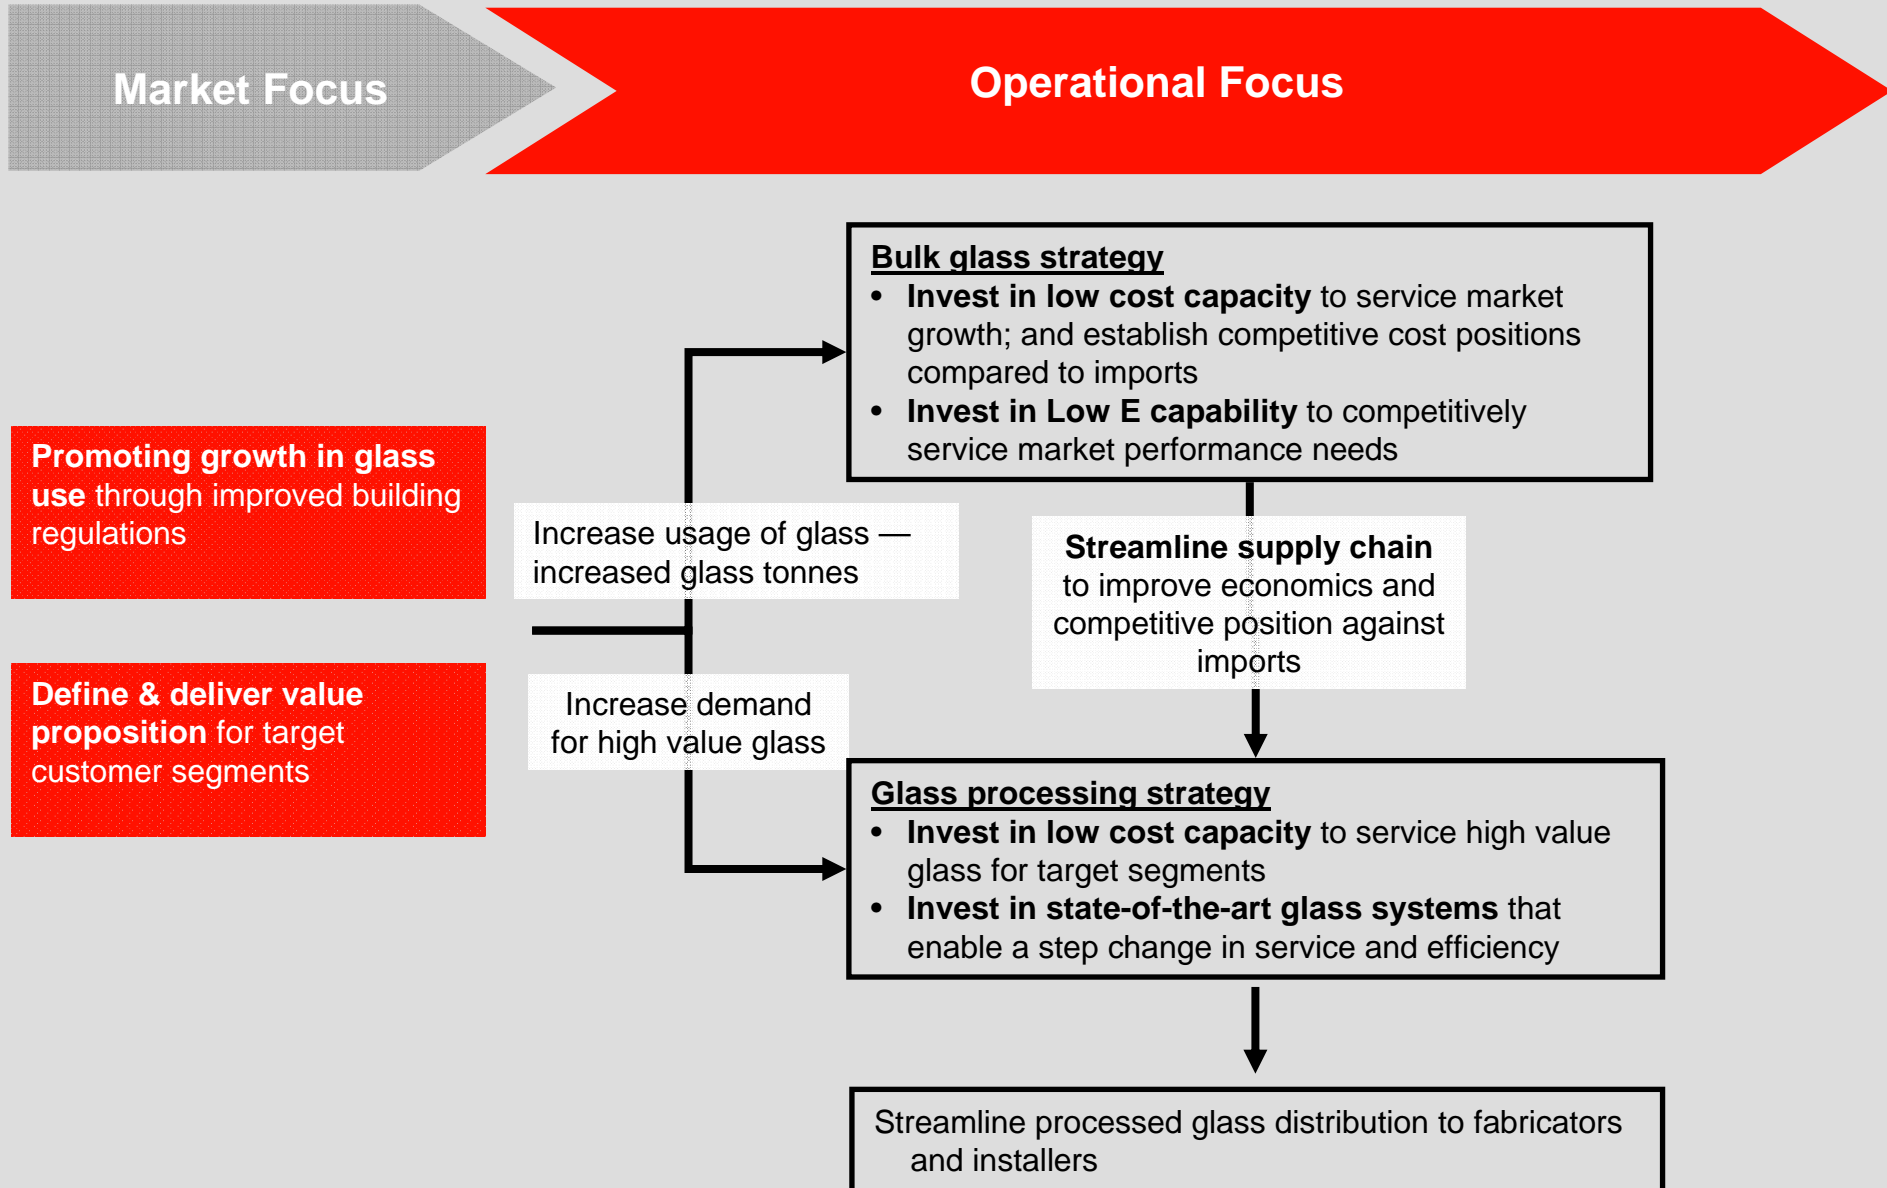 Market Focus
Operational Focus
Bulk glass strategy
• Invest in low cost capacity to service market
growth; and establish competitive cost positions
compared to imports
• Invest in Low E capability to competitively
service market performance needs
Promoting growth in glass
use through improved building
regulations
Increase usage of glass —
increased glass tonnes
Streamline supply chain
to improve economics and
competitive position against
imports
Define & deliver value
proposition for target
customer segments
Increase demand
for high value glass
Glass processing strategy
• Invest in low cost capacity to service high value
glass for target segments
• Invest in state-of-the-art glass systems that
enable a step change in service and efficiency
Streamline processed glass distribution to fabricators
and installers